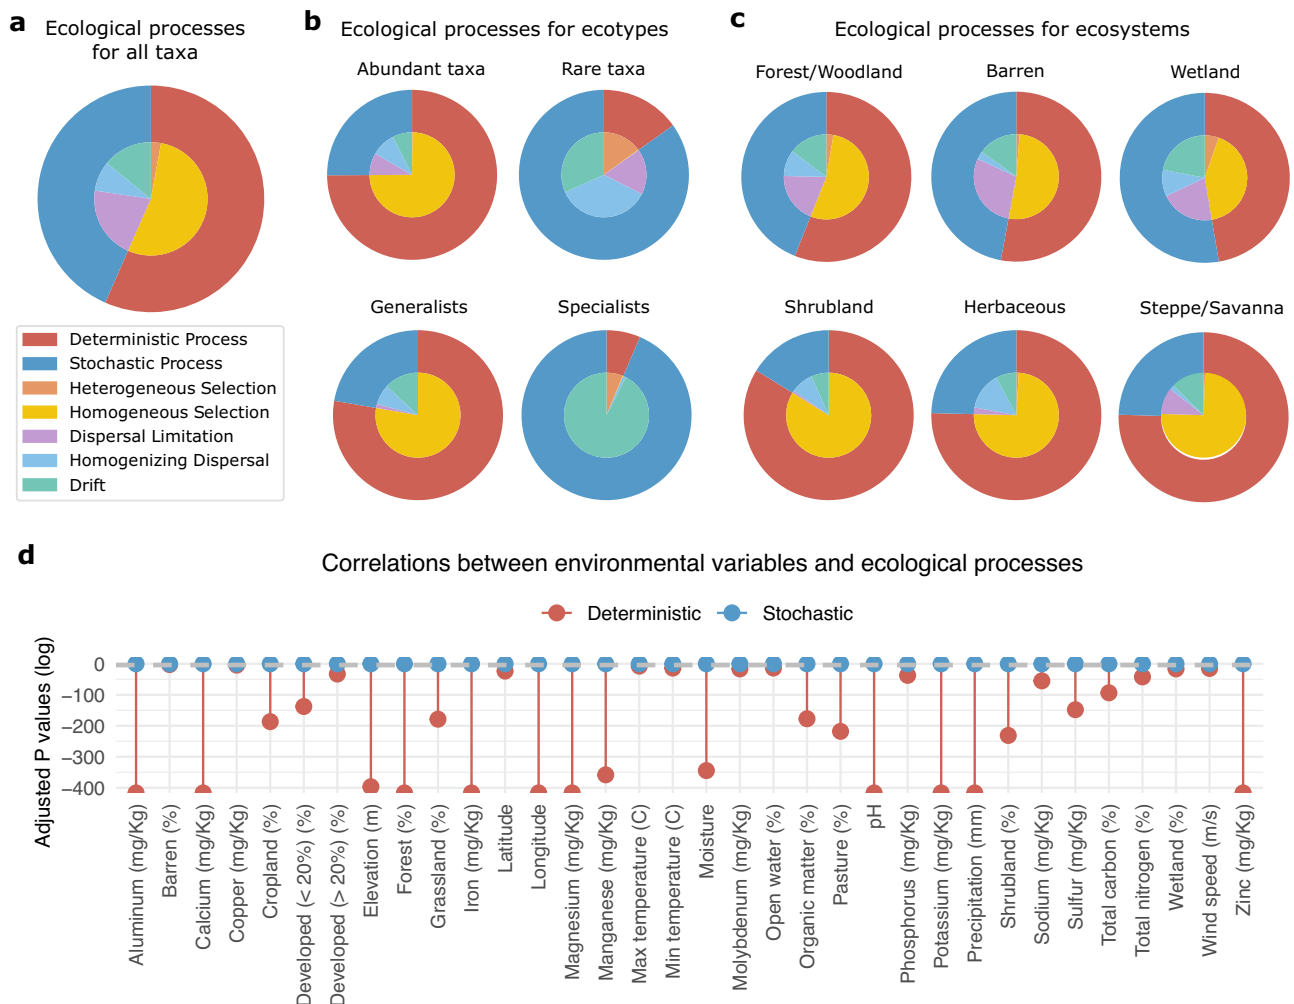 a
Ecological processes
for all taxa
b
Ecological processes for ecotypes
c
Ecological processes for ecosystems
Abundant taxa
Rare taxa
Forest/Woodland
Barren
Wetland
Generalists
Specialists
Shrubland
Herbaceous
Steppe/Savanna
Deterministic Process
Stochastic Process
Heterogeneous Selection
Homogeneous Selection
Dispersal Limitation
Homogenizing Dispersal
Drift
d
Correlations between environmental variables and ecological processes
Deterministic
Stochastic
Adjusted P values (log)
0
−100
−200
−300
−400
Aluminum (mg/Kg)
Barren (%)
Calcium (mg/Kg)
Copper (mg/Kg)
Cropland (%)
Developed (< 20%) (%)
Developed (> 20%) (%)
Elevation (m)
Forest (%)
Grassland (%)
Iron (mg/Kg)
Latitude
Longitude
Magnesium (mg/Kg)
Manganese (mg/Kg)
Max temperature (C)
Min temperature (C)
Moisture
Molybdenum (mg/Kg)
Open water (%)
Organic matter (%)
Pasture (%)
pH
Phosphorus (mg/Kg)
Potassium (mg/Kg)
Precipitation (mm)
Shrubland (%)
Sodium (mg/Kg)
Sulfur (mg/Kg)
Total carbon (%)
Total nitrogen (%)
Wetland (%)
Wind speed (m/s)
Zinc (mg/Kg)